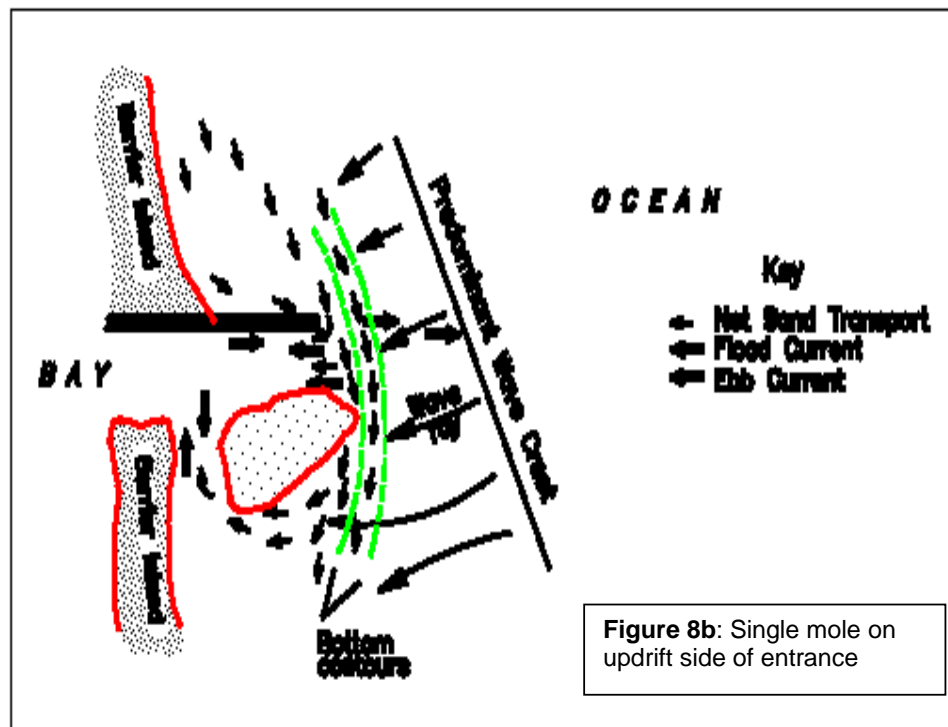 Barrier Island
Predominant Wave Crest
OCEAN
Key
Net Sand Transport
Flood Current
Ebb Current
BAY
Wave
Ray
Barrier Island
Bottom
contours
Figure 8b: Single mole on
updrift side of entrance